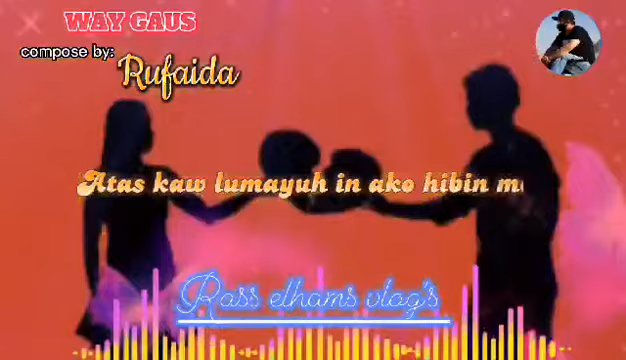 WAY GAUS
compose by:
Rufaida
Atas kaw lumayuh in ako hibin
Rass elhams vlog's